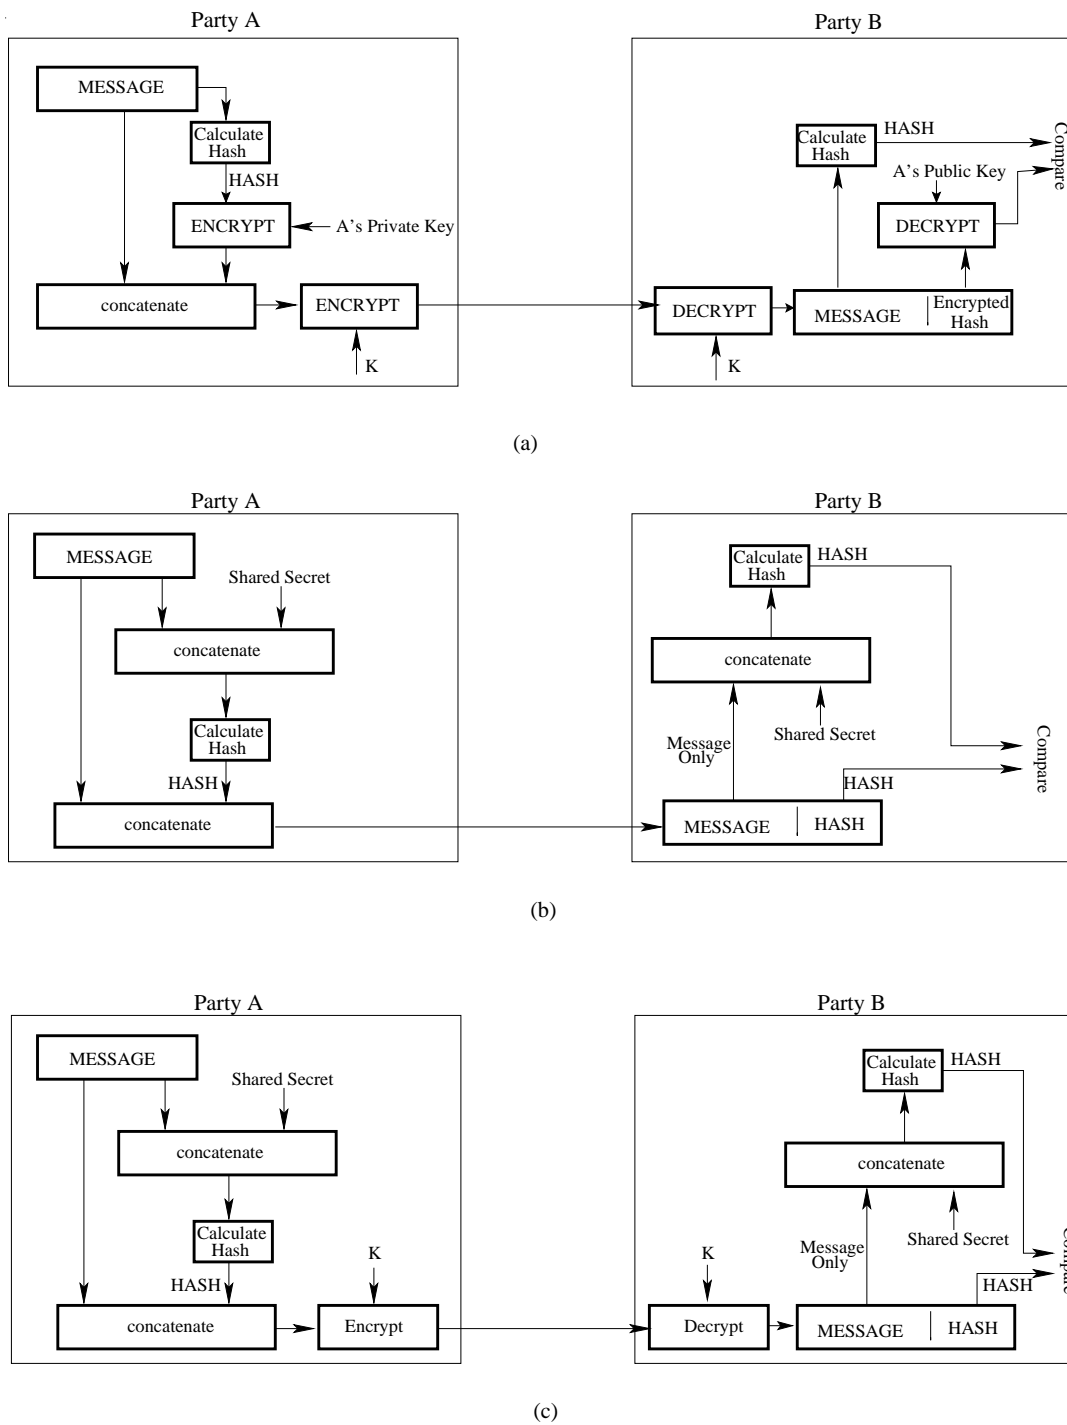 Party A
Party B
MESSAGE
Calculate
Hash
HASH
ENCRYPT
A's Private Key
concatenate
ENCRYPT
K
Calculate
Hash
HASH
Compare
A's Public Key
DECRYPT
DECRYPT
K
MESSAGE
Encrypted
Hash
(a)
Party A
Party B
MESSAGE
Shared Secret
concatenate
Calculate
Hash
HASH
concatenate
Calculate
Hash
HASH
concatenate
Message
Only
Shared Secret
Compare
HASH
MESSAGE
HASH
(b)
Party A
Party B
MESSAGE
Shared Secret
concatenate
Calculate
Hash
HASH
K
concatenate
Encrypt
Calculate
Hash
HASH
concatenate
Message
Only
Shared Secret
Compare
K
HASH
Decrypt
MESSAGE
HASH
(c)